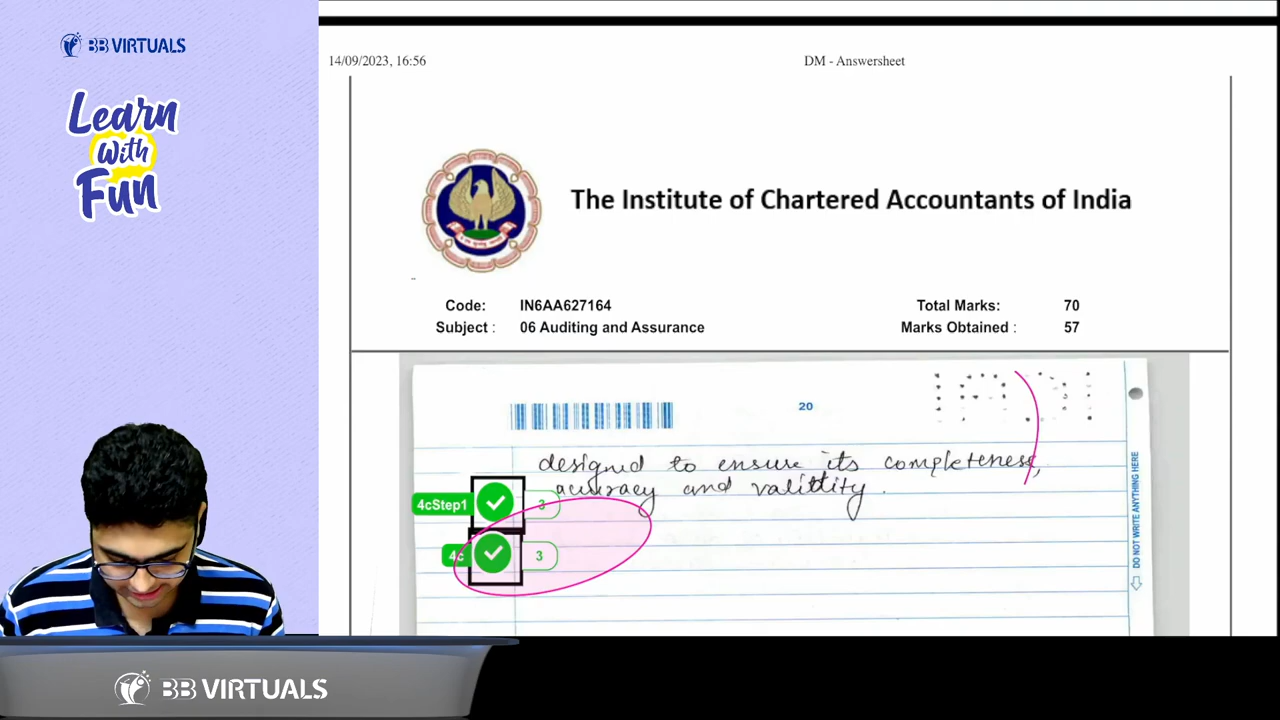 BB VIRTUALS
Learn
With
Fun
14/09/2023, 16:56
DM - Answersheet
The Institute of Chartered Accountants of India
Code: IN6AA627164
Total Marks: 70
Subject : 06 Auditing and Assurance
Marks Obtained : 57
20
designed to ensure its completeness,
accuracy and validity.
4cStep1 3
4c 3
DO NOT WRITE ANYTHING HERE
BB VIRTUALS